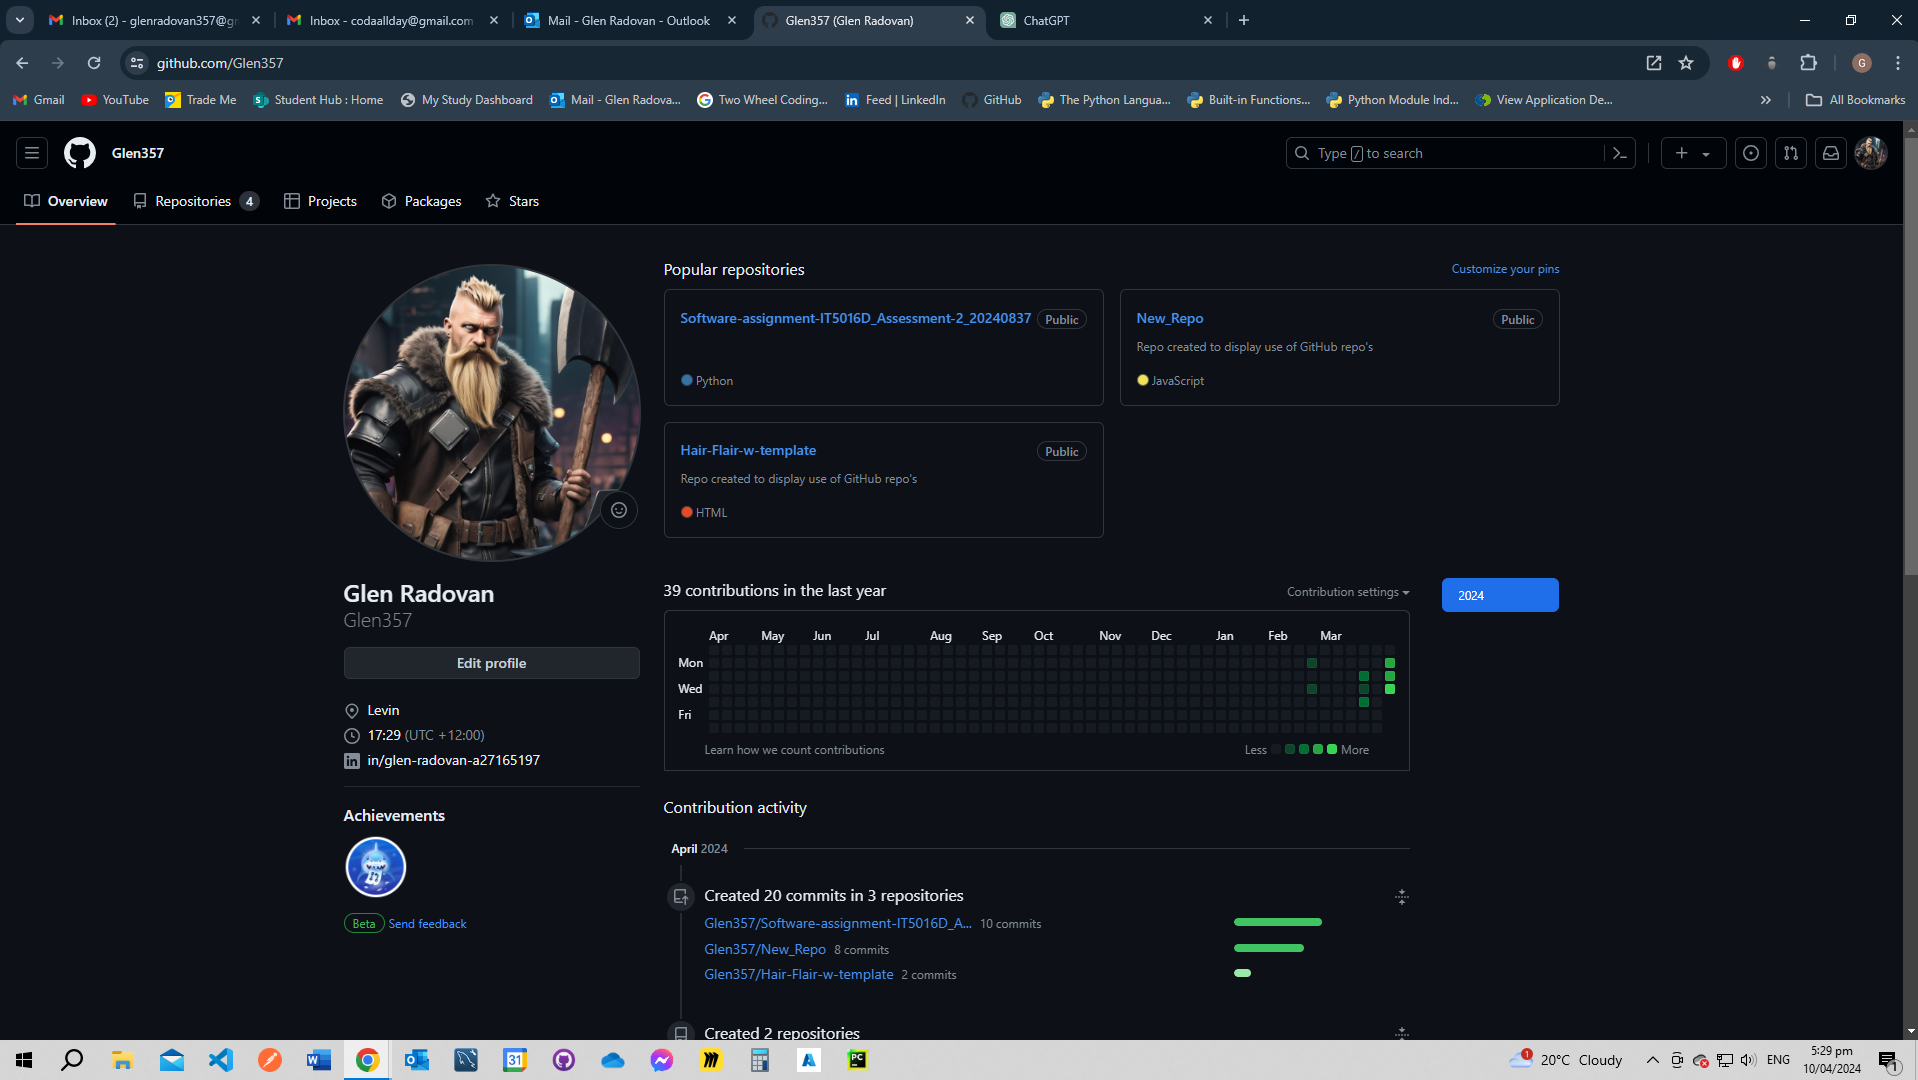 Inbox (2) - glenradovan357@gr
Inbox - codaallday@gmail.com
Mail - Glen Radovan - Outlook
Glen357 (Glen Radovan)
ChatGPT
github.com/Glen357
G
Gmail
YouTube
Trade Me
Student Hub : Home
My Study Dashboard
Mail - Glen Radova...
Two Wheel Coding...
Feed | LinkedIn
GitHub
The Python Langua...
Built-in Functions...
Python Module Ind...
View Application De...
All Bookmarks
Glen357
Type / to search
Overview
Repositories 4
Projects
Packages
Stars
Popular repositories
Customize your pins
Software-assignment-IT5016D_Assessment-2_20240837 Public
Python
New_Repo Public
Repo created to display use of GitHub repo's
JavaScript
Hair-Flair-w-template Public
Repo created to display use of GitHub repo's
HTML
Glen Radovan
Glen357
Edit profile
Levin
17:29 (UTC +12:00)
in/glen-radovan-a27165197
Achievements
Beta Send feedback
39 contributions in the last year
Contribution settings
2024
Apr May Jun Jul Aug Sep Oct Nov Dec Jan Feb Mar
Mon
Wed
Fri
Learn how we count contributions
Less More
Contribution activity
April 2024
Created 20 commits in 3 repositories
Glen357/Software-assignment-IT5016D_A... 10 commits
Glen357/New_Repo 8 commits
Glen357/Hair-Flair-w-template 2 commits
Created 2 repositories
31
PC
1
20°C Cloudy
ENG
5:29 pm
10/04/2024
1